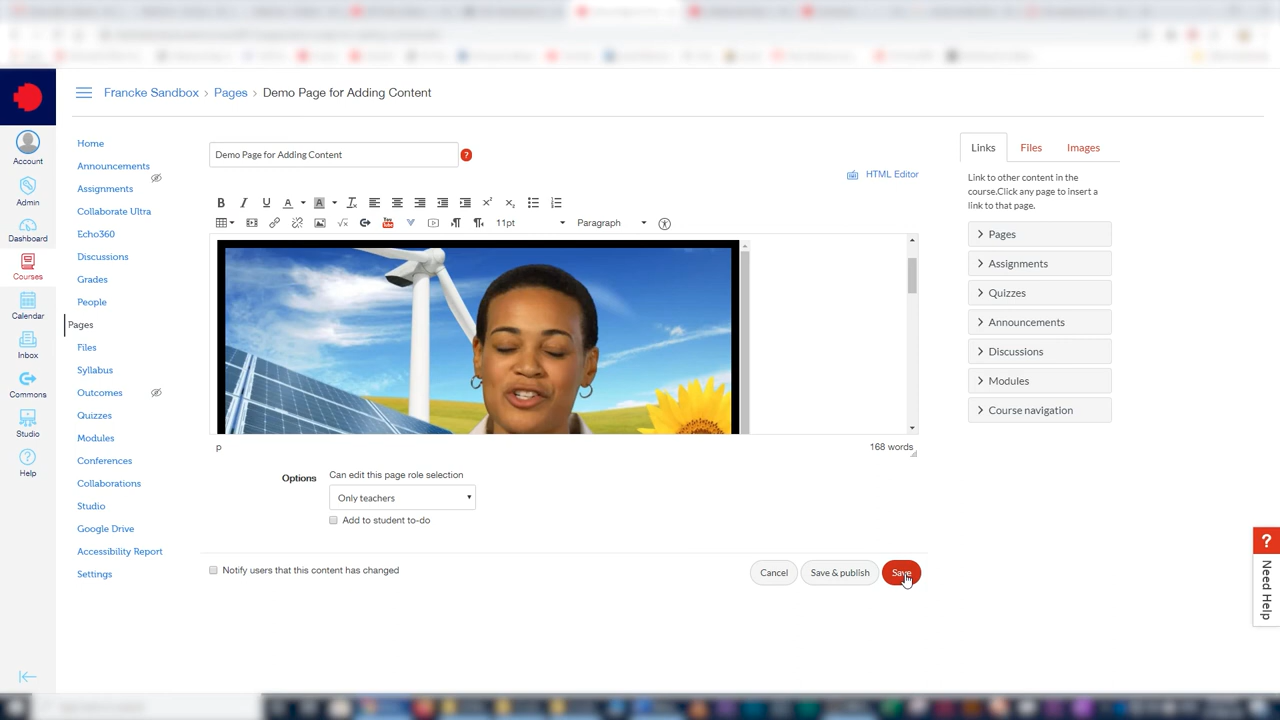 Francke Sandbox › Pages › Demo Page for Adding Content
Account
Admin
Dashboard
Courses
Calendar
Inbox
Commons
Studio
Help
Home
Announcements
Assignments
Collaborate Ultra
Echo360
Discussions
Grades
People
Pages
Files
Syllabus
Outcomes
Quizzes
Modules
Conferences
Collaborations
Studio
Google Drive
Accessibility Report
Settings
Demo Page for Adding Content ?
HTML Editor
B I U A A
11pt Paragraph
p 168 words
Options Can edit this page role selection
Only teachers
Add to student to-do
Notify users that this content has changed
Cancel Save & publish Save
Links Files Images
Link to other content in the
course.Click any page to insert a
link to that page.
Pages
Assignments
Quizzes
Announcements
Discussions
Modules
Course navigation
? Need Help